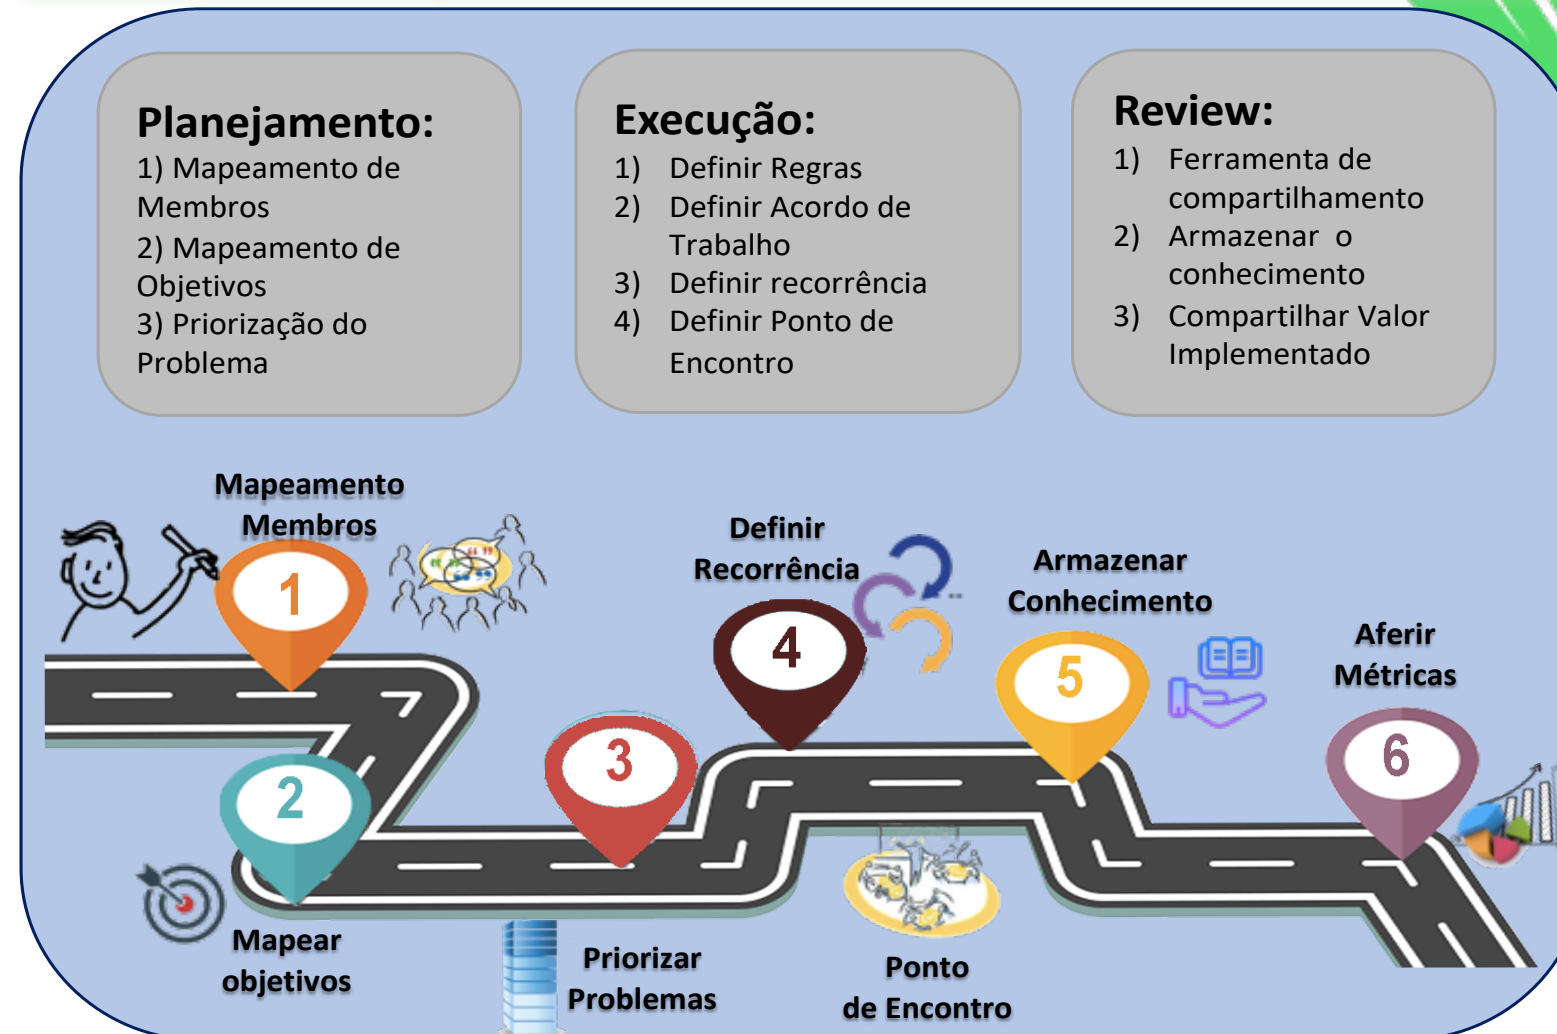 Planejamento:
1) Mapeamento de
Membros
2) Mapeamento de
Objetivos
3) Priorização do
Problema
Execução:
1) Definir Regras
2) Definir Acordo de
Trabalho
3) Definir recorrência
4) Definir Ponto de
Encontro
Review:
1) Ferramenta de
compartilhamento
2) Armazenar o
conhecimento
3) Compartilhar Valor
Implementado
Mapeamento
Membros
1
2
Mapear
objetivos
3
Priorizar
Problemas
Definir
Recorrência
4
Ponto
de Encontro
Armazenar
Conhecimento
5
Aferir
Métricas
6